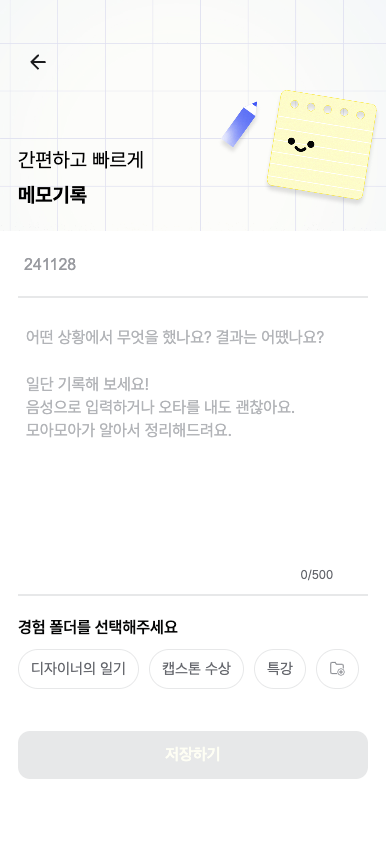 간편하고 빠르게
메모기록
241128
어떤 상황에서 무엇을 했나요? 결과는 어땠나요?
일단 기록해 보세요!
음성으로 입력하거나 오타를 내도 괜찮아요.
모아모아가 알아서 정리해드려요.
0/500
경험 폴더를 선택해주세요
디자이너의 일기 캡스톤 수상 특강
저장하기